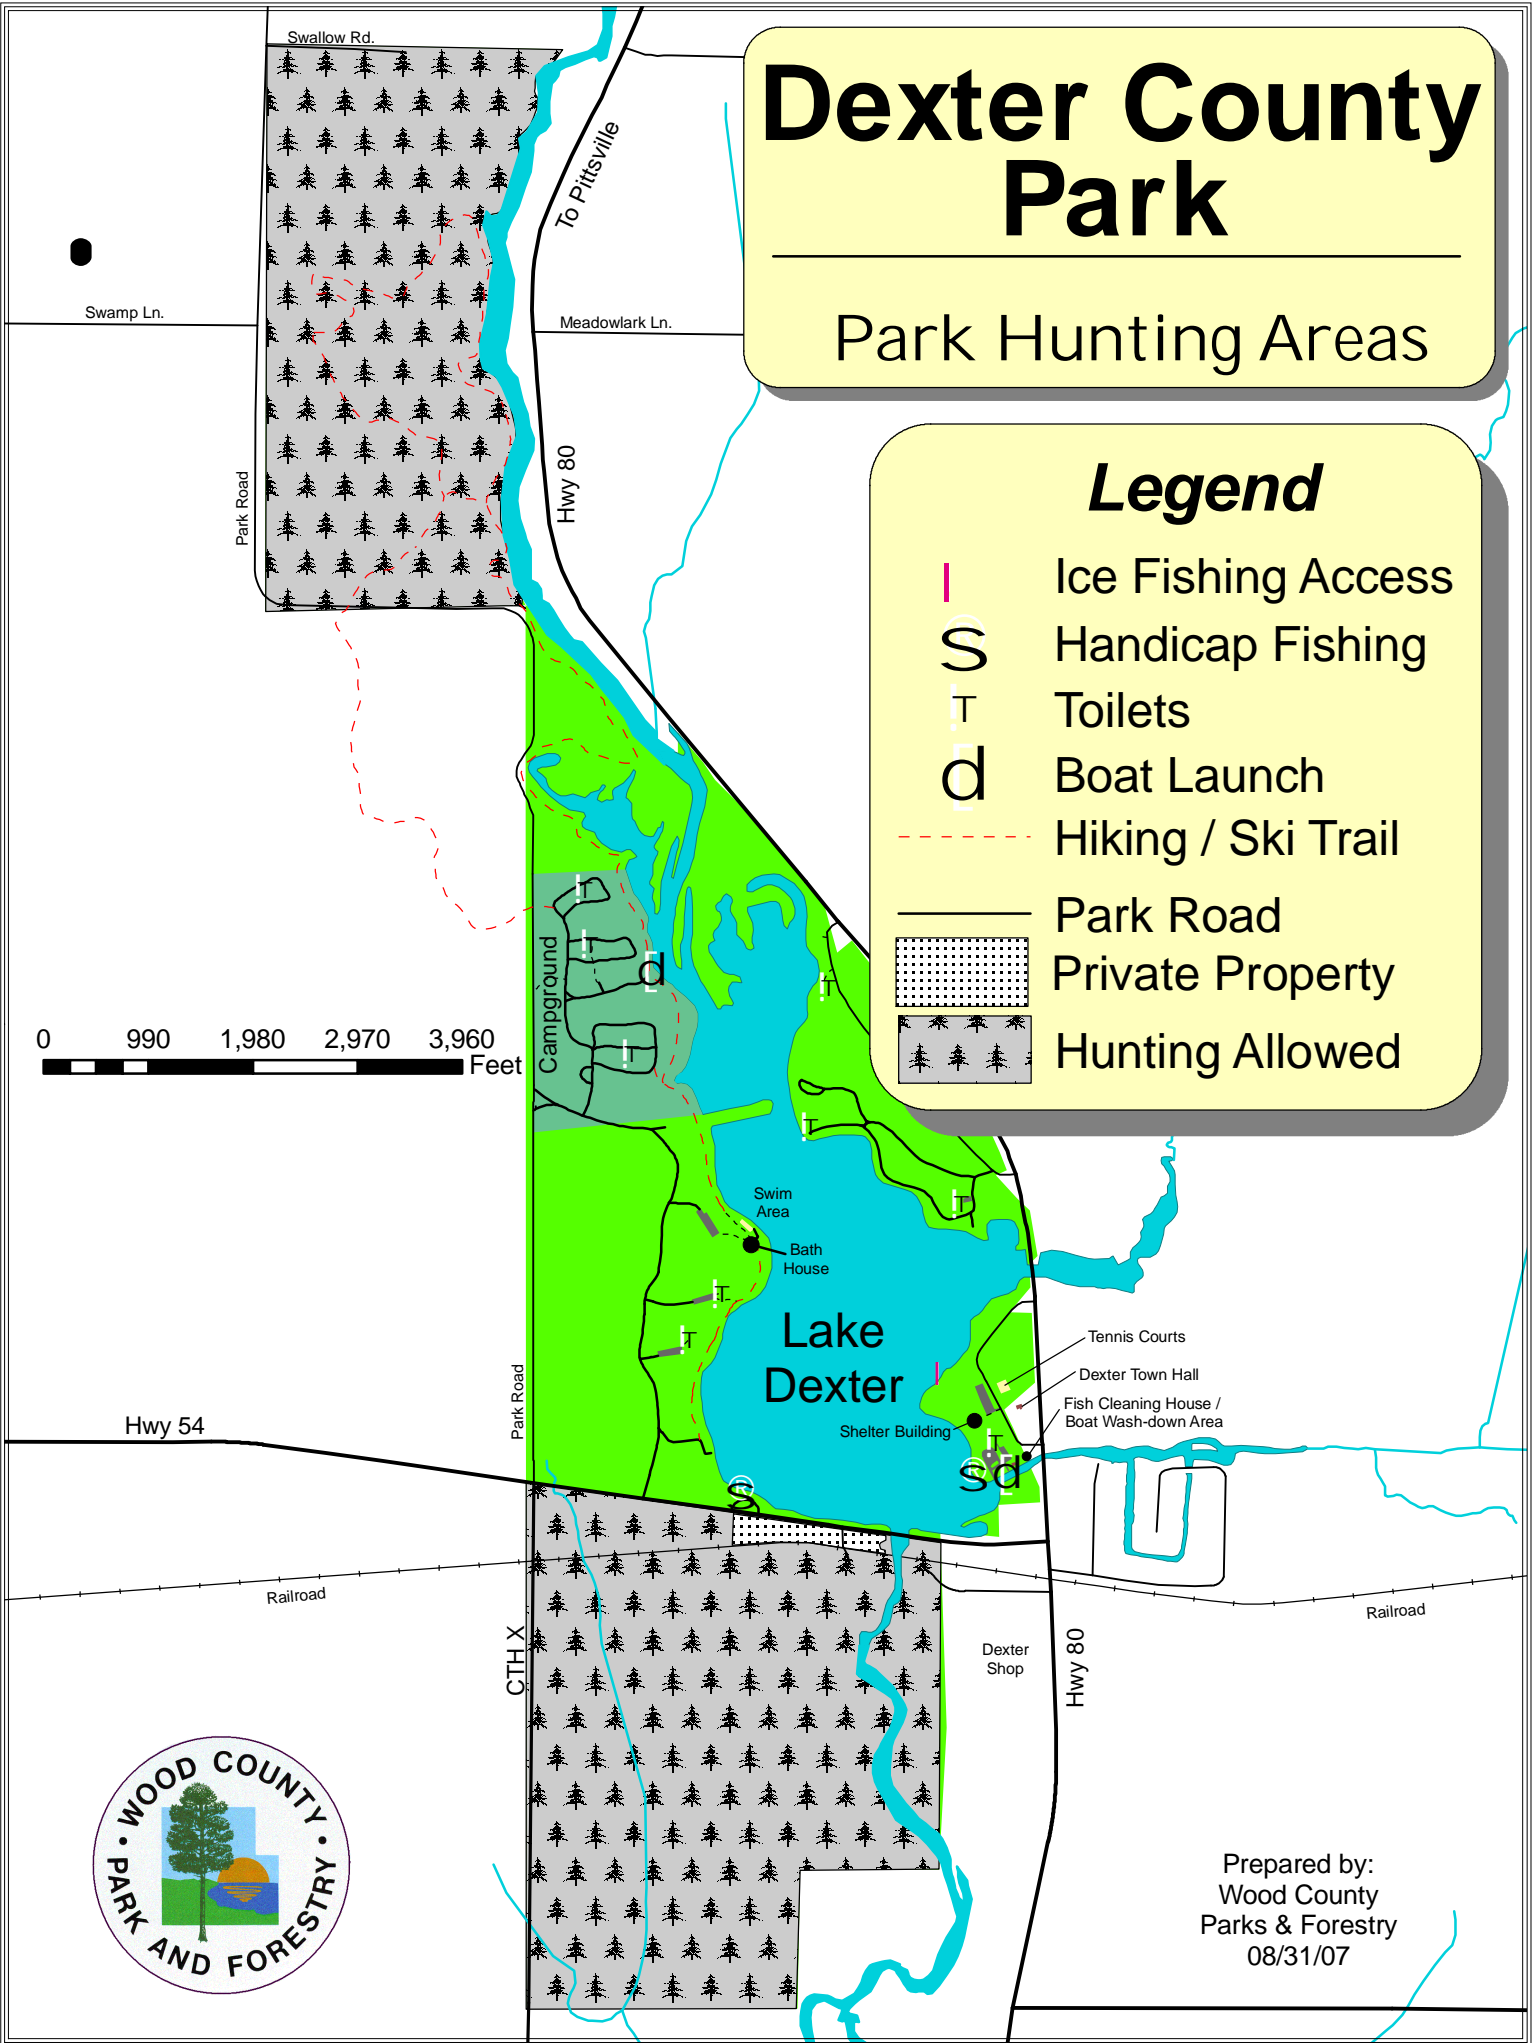 Dexter County
Park
Park Hunting Areas
Legend
I Ice Fishing Access
S Handicap Fishing
T Toilets
d Boat Launch
Hiking / Ski Trail
Park Road
Private Property
Hunting Allowed
Swallow Rd.
To Pittsville
Swamp Ln.
Meadowlark Ln.
Hwy 80
Park Road
0 990 1,980 2,970 3,960
Feet
Campground
T
T
d
T
T
T
T
Swim
Area
Bath
House
T
T
Lake
Dexter
I
Tennis Courts
Dexter Town Hall
Fish Cleaning House /
Boat Wash-down Area
Shelter Building
T
S
d
S
Park Road
Hwy 54
Railroad
Railroad
CTH X
Dexter
Shop
Hwy 80
WOOD COUNTY
PARK AND FORESTRY
Prepared by:
Wood County
Parks & Forestry
08/31/07